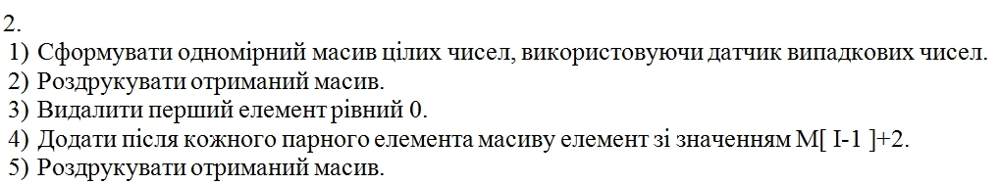 2.
1) Сформувати одномірний масив цілих чисел, використовуючи датчик випадкових чисел.
2) Роздрукувати отриманий масив.
3) Видалити перший елемент рівний 0.
4) Додати після кожного парного елемента масиву елемент зі значенням M[ I-1 ]+2.
5) Роздрукувати отриманий масив.